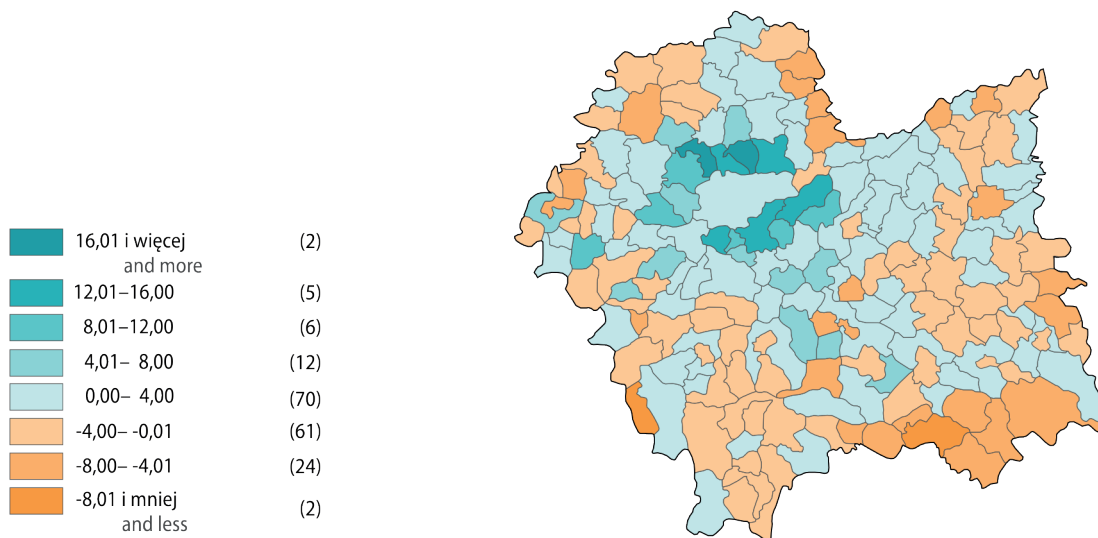 16,01 i więcej (2)
and more
12,01–16,00 (5)
8,01–12,00 (6)
4,01– 8,00 (12)
0,00– 4,00 (70)
-4,00– -0,01 (61)
-8,00– -4,01 (24)
-8,01 i mniej (2)
and less